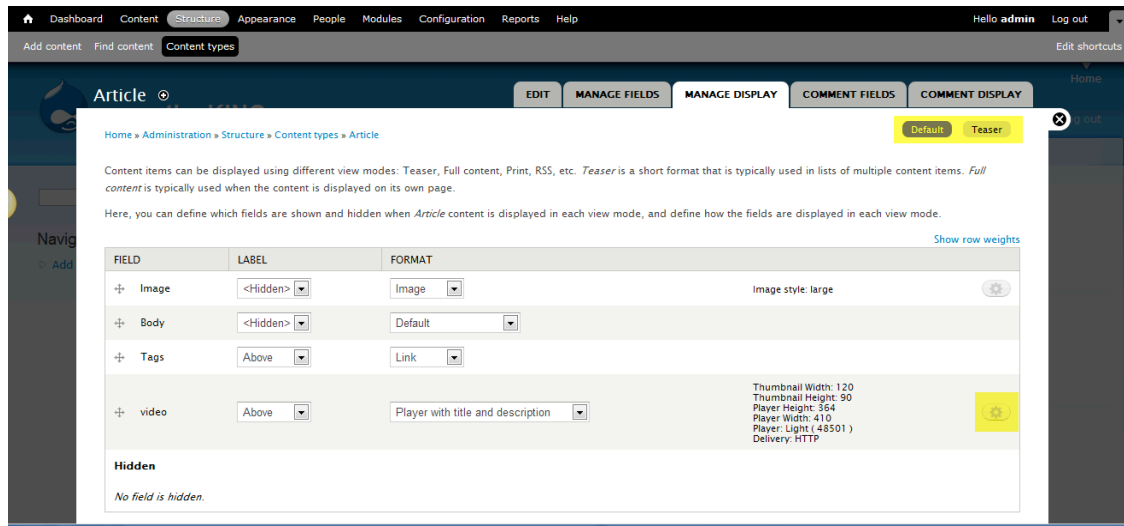 Dashboard Content Structure Appearance People Modules Configuration Reports Help Hello admin Log out
Add content Find content Content types Edit shortcuts
Home
Article EDIT MANAGE FIELDS MANAGE DISPLAY COMMENT FIELDS COMMENT DISPLAY
Home » Administration » Structure » Content types » Article Default Teaser
Content items can be displayed using different view modes: Teaser, Full content, Print, RSS, etc. Teaser is a short format that is typically used in lists of multiple content items. Full
content is typically used when the content is displayed on its own page.
Here, you can define which fields are shown and hidden when Article content is displayed in each view mode, and define how the fields are displayed in each view mode.
Navig
Show row weights
Add
FIELD LABEL FORMAT
Image <Hidden> Image Image style: large
Body <Hidden> Default
Tags Above Link
video Above Player with title and description
Thumbnail Width: 120
Thumbnail Height: 90
Player Height: 364
Player Width: 410
Player: Light ( 48501 )
Delivery: HTTP
Hidden
No field is hidden.